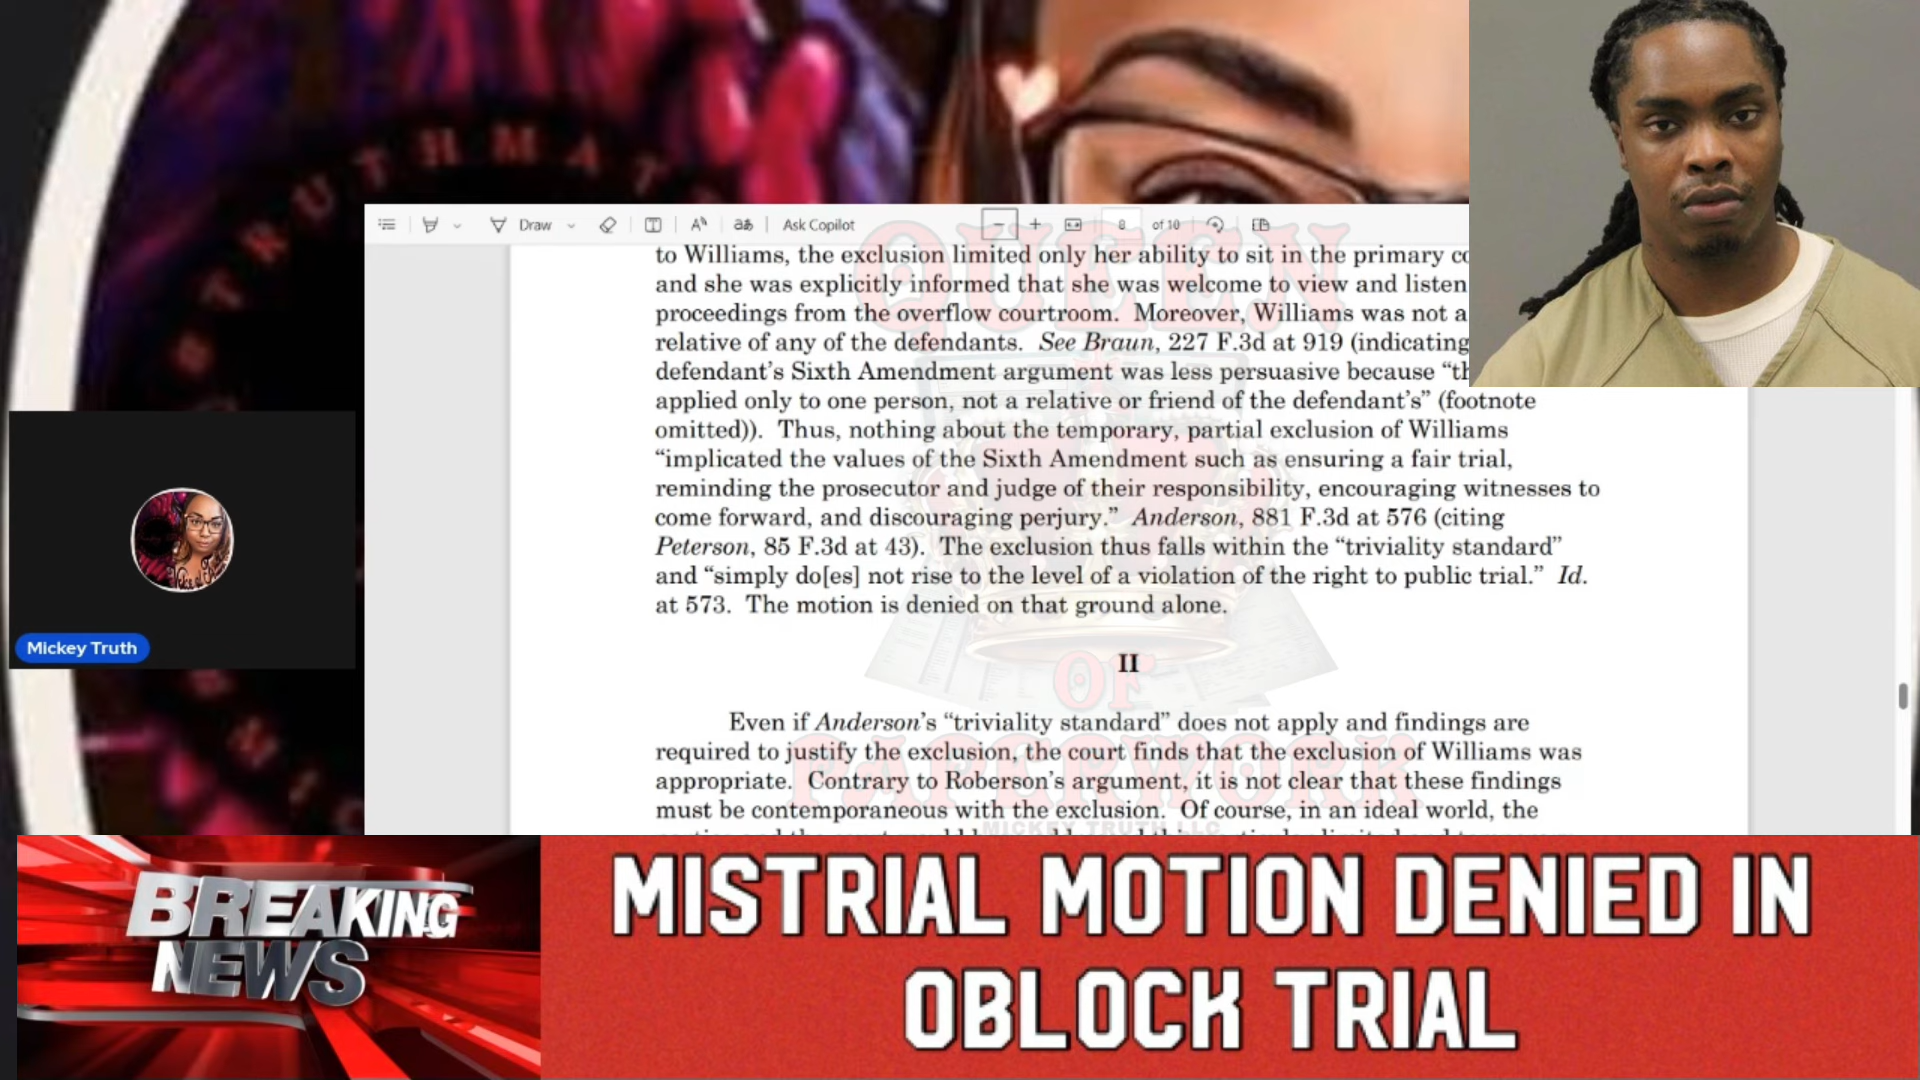 TRUTHMAT
Draw
Ask Copilot
8
of 10
to Williams, the exclusion limited only her ability to sit in the primary co
and she was explicitly informed that she was welcome to view and listen
proceedings from the overflow courtroom. Moreover, Williams was not a
relative of any of the defendants. See Braun, 227 F.3d at 919 (indicating
defendant's Sixth Amendment argument was less persuasive because “th
applied only to one person, not a relative or friend of the defendant's” (footnote
omitted)). Thus, nothing about the temporary, partial exclusion of Williams
“implicated the values of the Sixth Amendment such as ensuring a fair trial,
reminding the prosecutor and judge of their responsibility, encouraging witnesses to
come forward, and discouraging perjury.” Anderson, 881 F.3d at 576 (citing
Peterson, 85 F.3d at 43). The exclusion thus falls within the “triviality standard”
and “simply do[es] not rise to the level of a violation of the right to public trial.” Id.
at 573. The motion is denied on that ground alone.
II
Even if Anderson's “triviality standard” does not apply and findings are
required to justify the exclusion, the court finds that the exclusion of Williams was
appropriate. Contrary to Roberson's argument, it is not clear that these findings
must be contemporaneous with the exclusion. Of course, in an ideal world, the
QUEEN
OF
PAPERWORK
MICKEY TRUTH LLC
Mickey Truth
BREAKING
NEWS
MISTRIAL MOTION DENIED IN
OBLOCK TRIAL